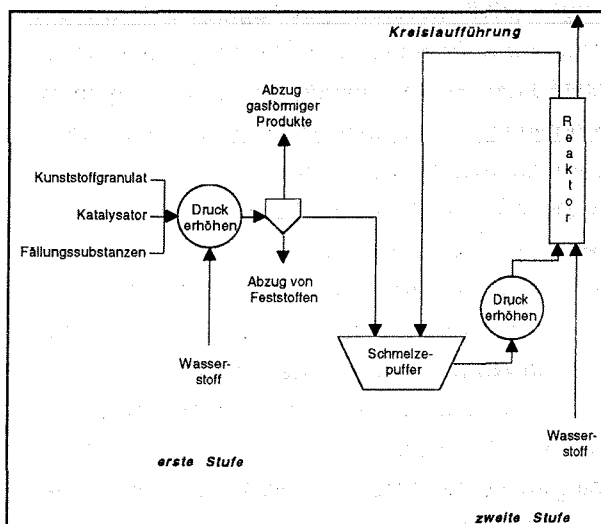 Kreislaufführung
Abzug
gasförmiger
Produkte
Kunststoffgranulat
Katalysator
Fällungssubstanzen
Druck
erhöhen
Abzug von
Feststoffen
Wasser-
stoff
Reaktor
Druck
erhöhen
Schmelze-
puffer
Wasser-
stoff
erste Stufe
zweite Stufe